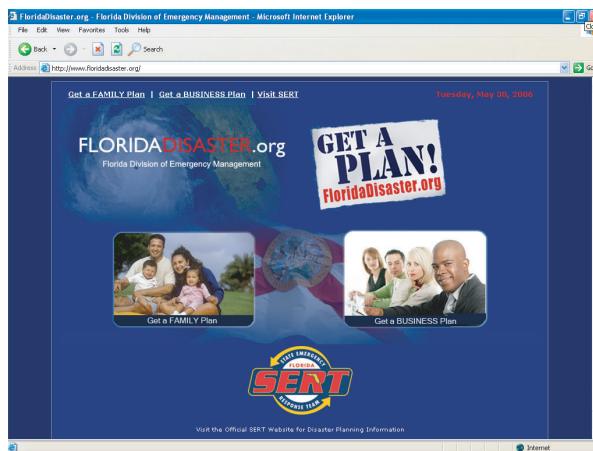 FloridaDisaster.org - Florida Division of Emergency Management - Microsoft Internet Explorer
File Edit View Favorites Tools Help
Back Search
Address http://www.floridadisaster.org/
Get a FAMILY Plan | Get a BUSINESS Plan | Visit SERT
Tuesday, May 30, 2006
FLORIDADISASTER.org
Florida Division of Emergency Management
GET A
PLAN!
FloridaDisaster.org
Get a FAMILY Plan
Get a BUSINESS Plan
STATE EMERGENCY
FLORIDA
SERT
RESPONSE TEAM
Visit the Official SERT Website for Disaster Planning Information
Internet